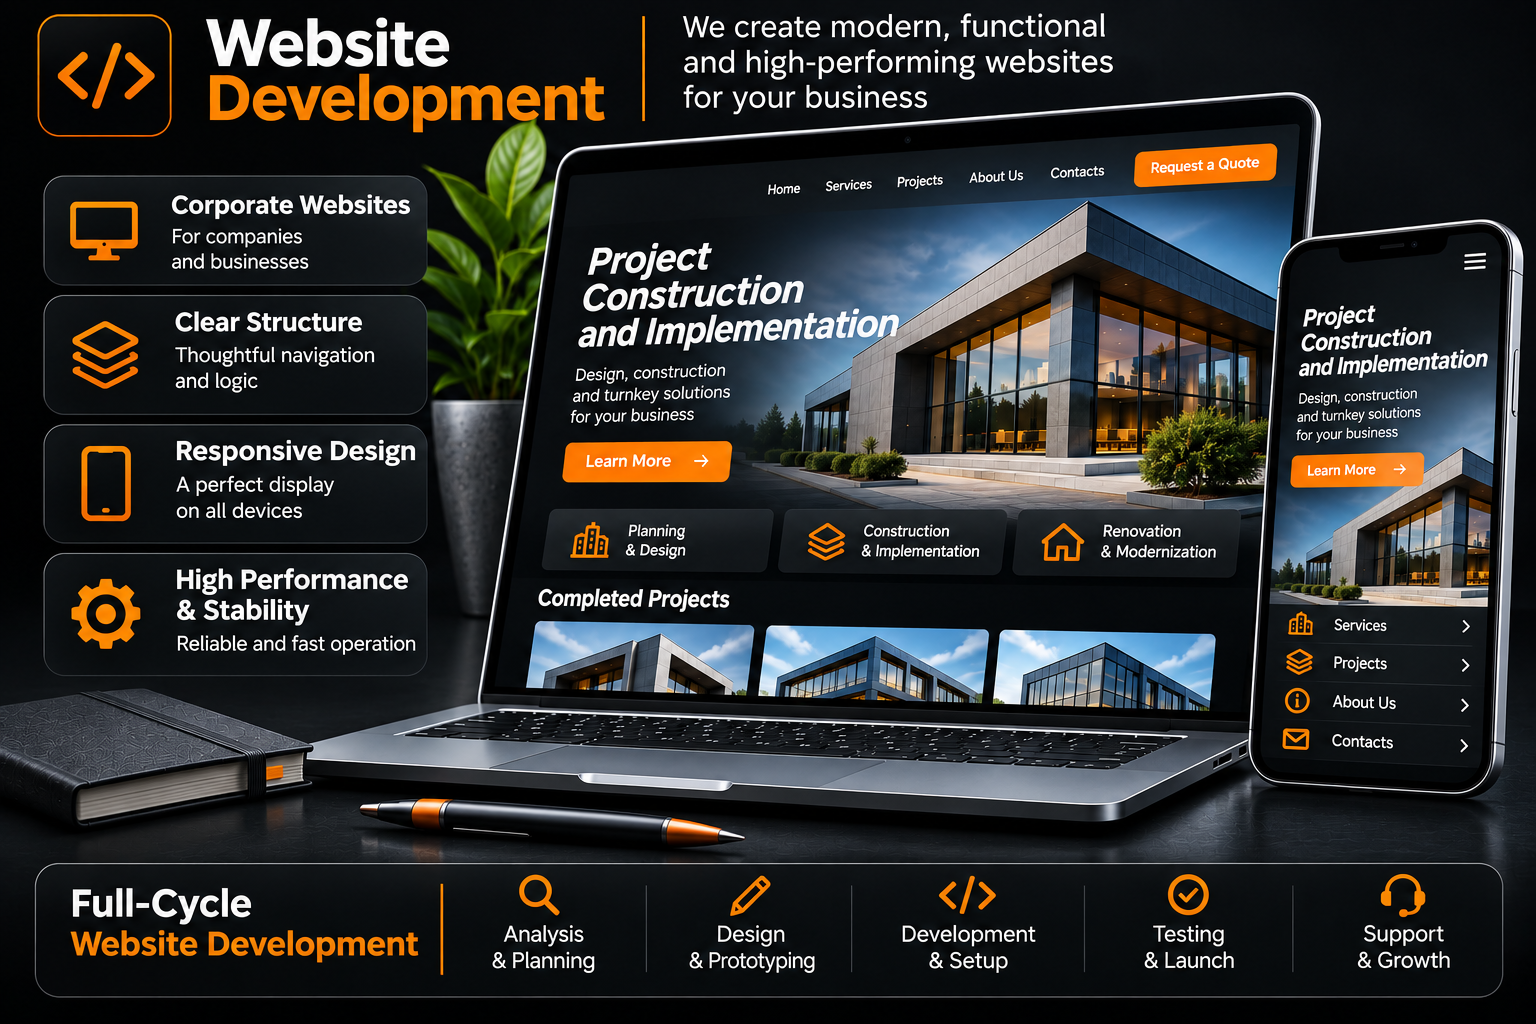 Website
Development
We create modern, functional
and high-performing websites
for your business
Corporate Websites
For companies
and businesses
Clear Structure
Thoughtful navigation
and logic
Responsive Design
A perfect display
on all devices
High Performance
& Stability
Reliable and fast operation
Home Services Projects About Us Contacts Request a Quote
Project
Construction
and Implementation
Design, construction
and turnkey solutions
for your business
Learn More →
Planning
& Design
Construction
& Implementation
Renovation
& Modernization
Completed Projects
Project
Construction
and Implementation
Design, construction
and turnkey solutions
for your business
Learn More →
Services
Projects
About Us
Contacts
Full-Cycle
Website Development
Analysis
& Planning
Design
& Prototyping
Development
& Setup
Testing
& Launch
Support
& Growth